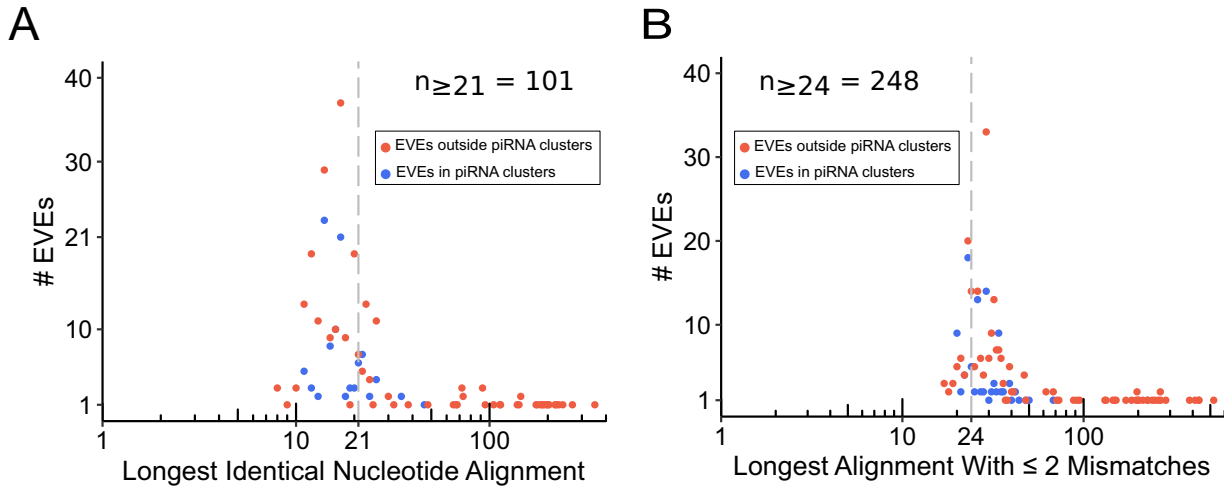 A
40
30
21
10
1
# EVEs
n≥21 = 101
EVEs outside piRNA clusters
EVEs in piRNA clusters
1
10
21
100
Longest Identical Nucleotide Alignment
B
40
30
20
10
1
# EVEs
n≥24 = 248
EVEs outside piRNA clusters
EVEs in piRNA clusters
1
10
24
100
Longest Alignment With ≤ 2 Mismatches